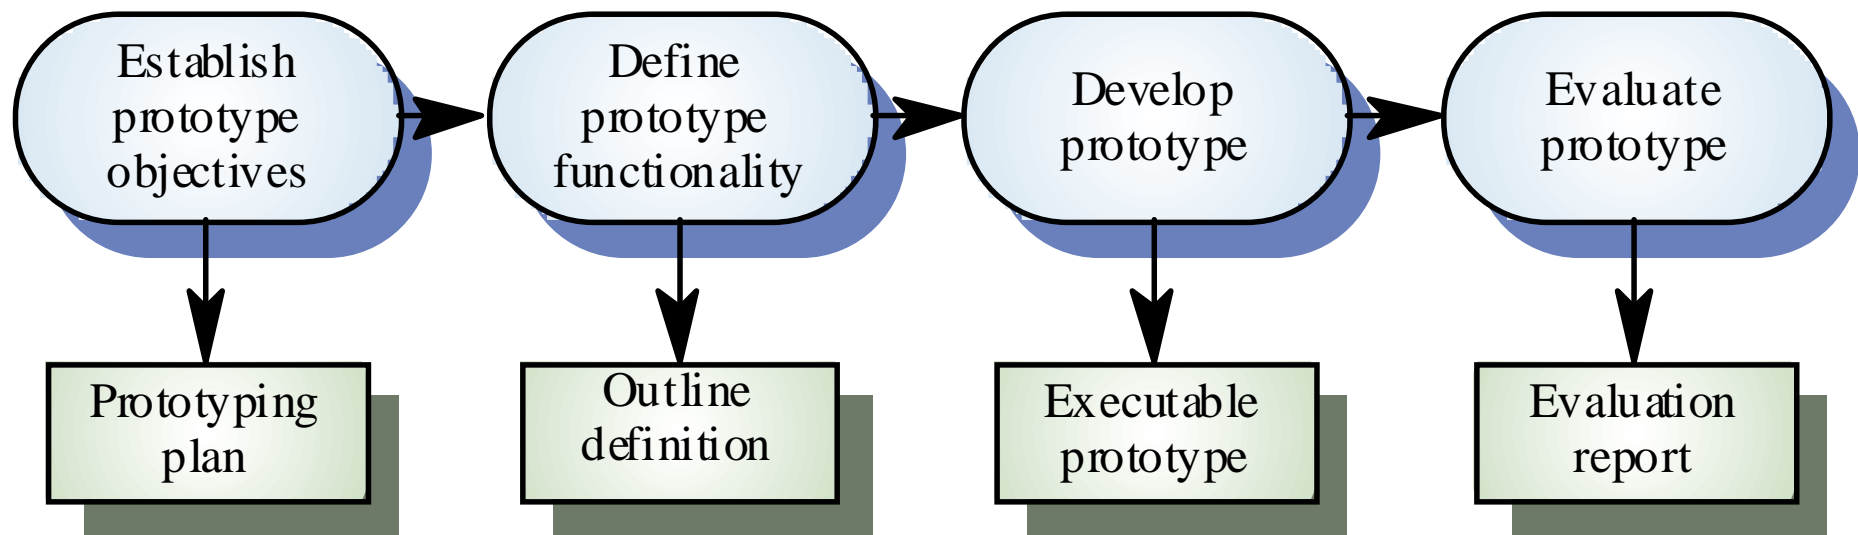 Establish
prototype
objectives
Define
prototype
functionality
Develop
prototype
Evaluate
prototype
Prototyping
plan
Outline
definition
Executable
prototype
Evaluation
report